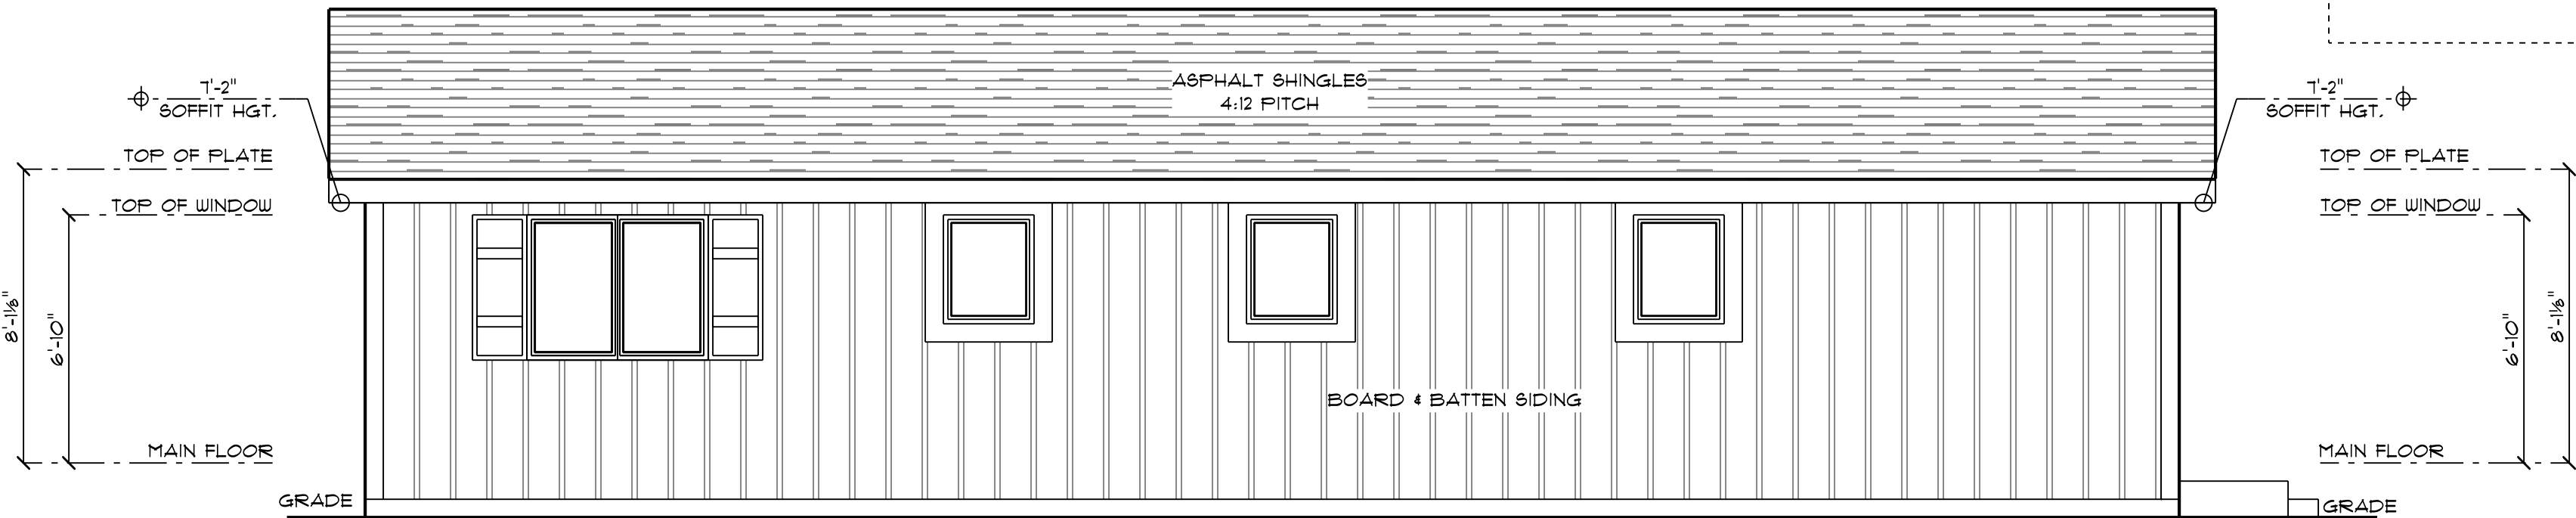 ASPHALT SHINGLES
4:12 PITCH
7'-2"
SOFFIT HGT.
7'-2"
SOFFIT HGT.
TOP OF PLATE
TOP OF PLATE
TOP OF WINDOW
TOP OF WINDOW
8'-1⅛"
6'-10"
6'-10"
8'-1⅛"
BOARD & BATTEN SIDING
MAIN FLOOR
MAIN FLOOR
GRADE
GRADE